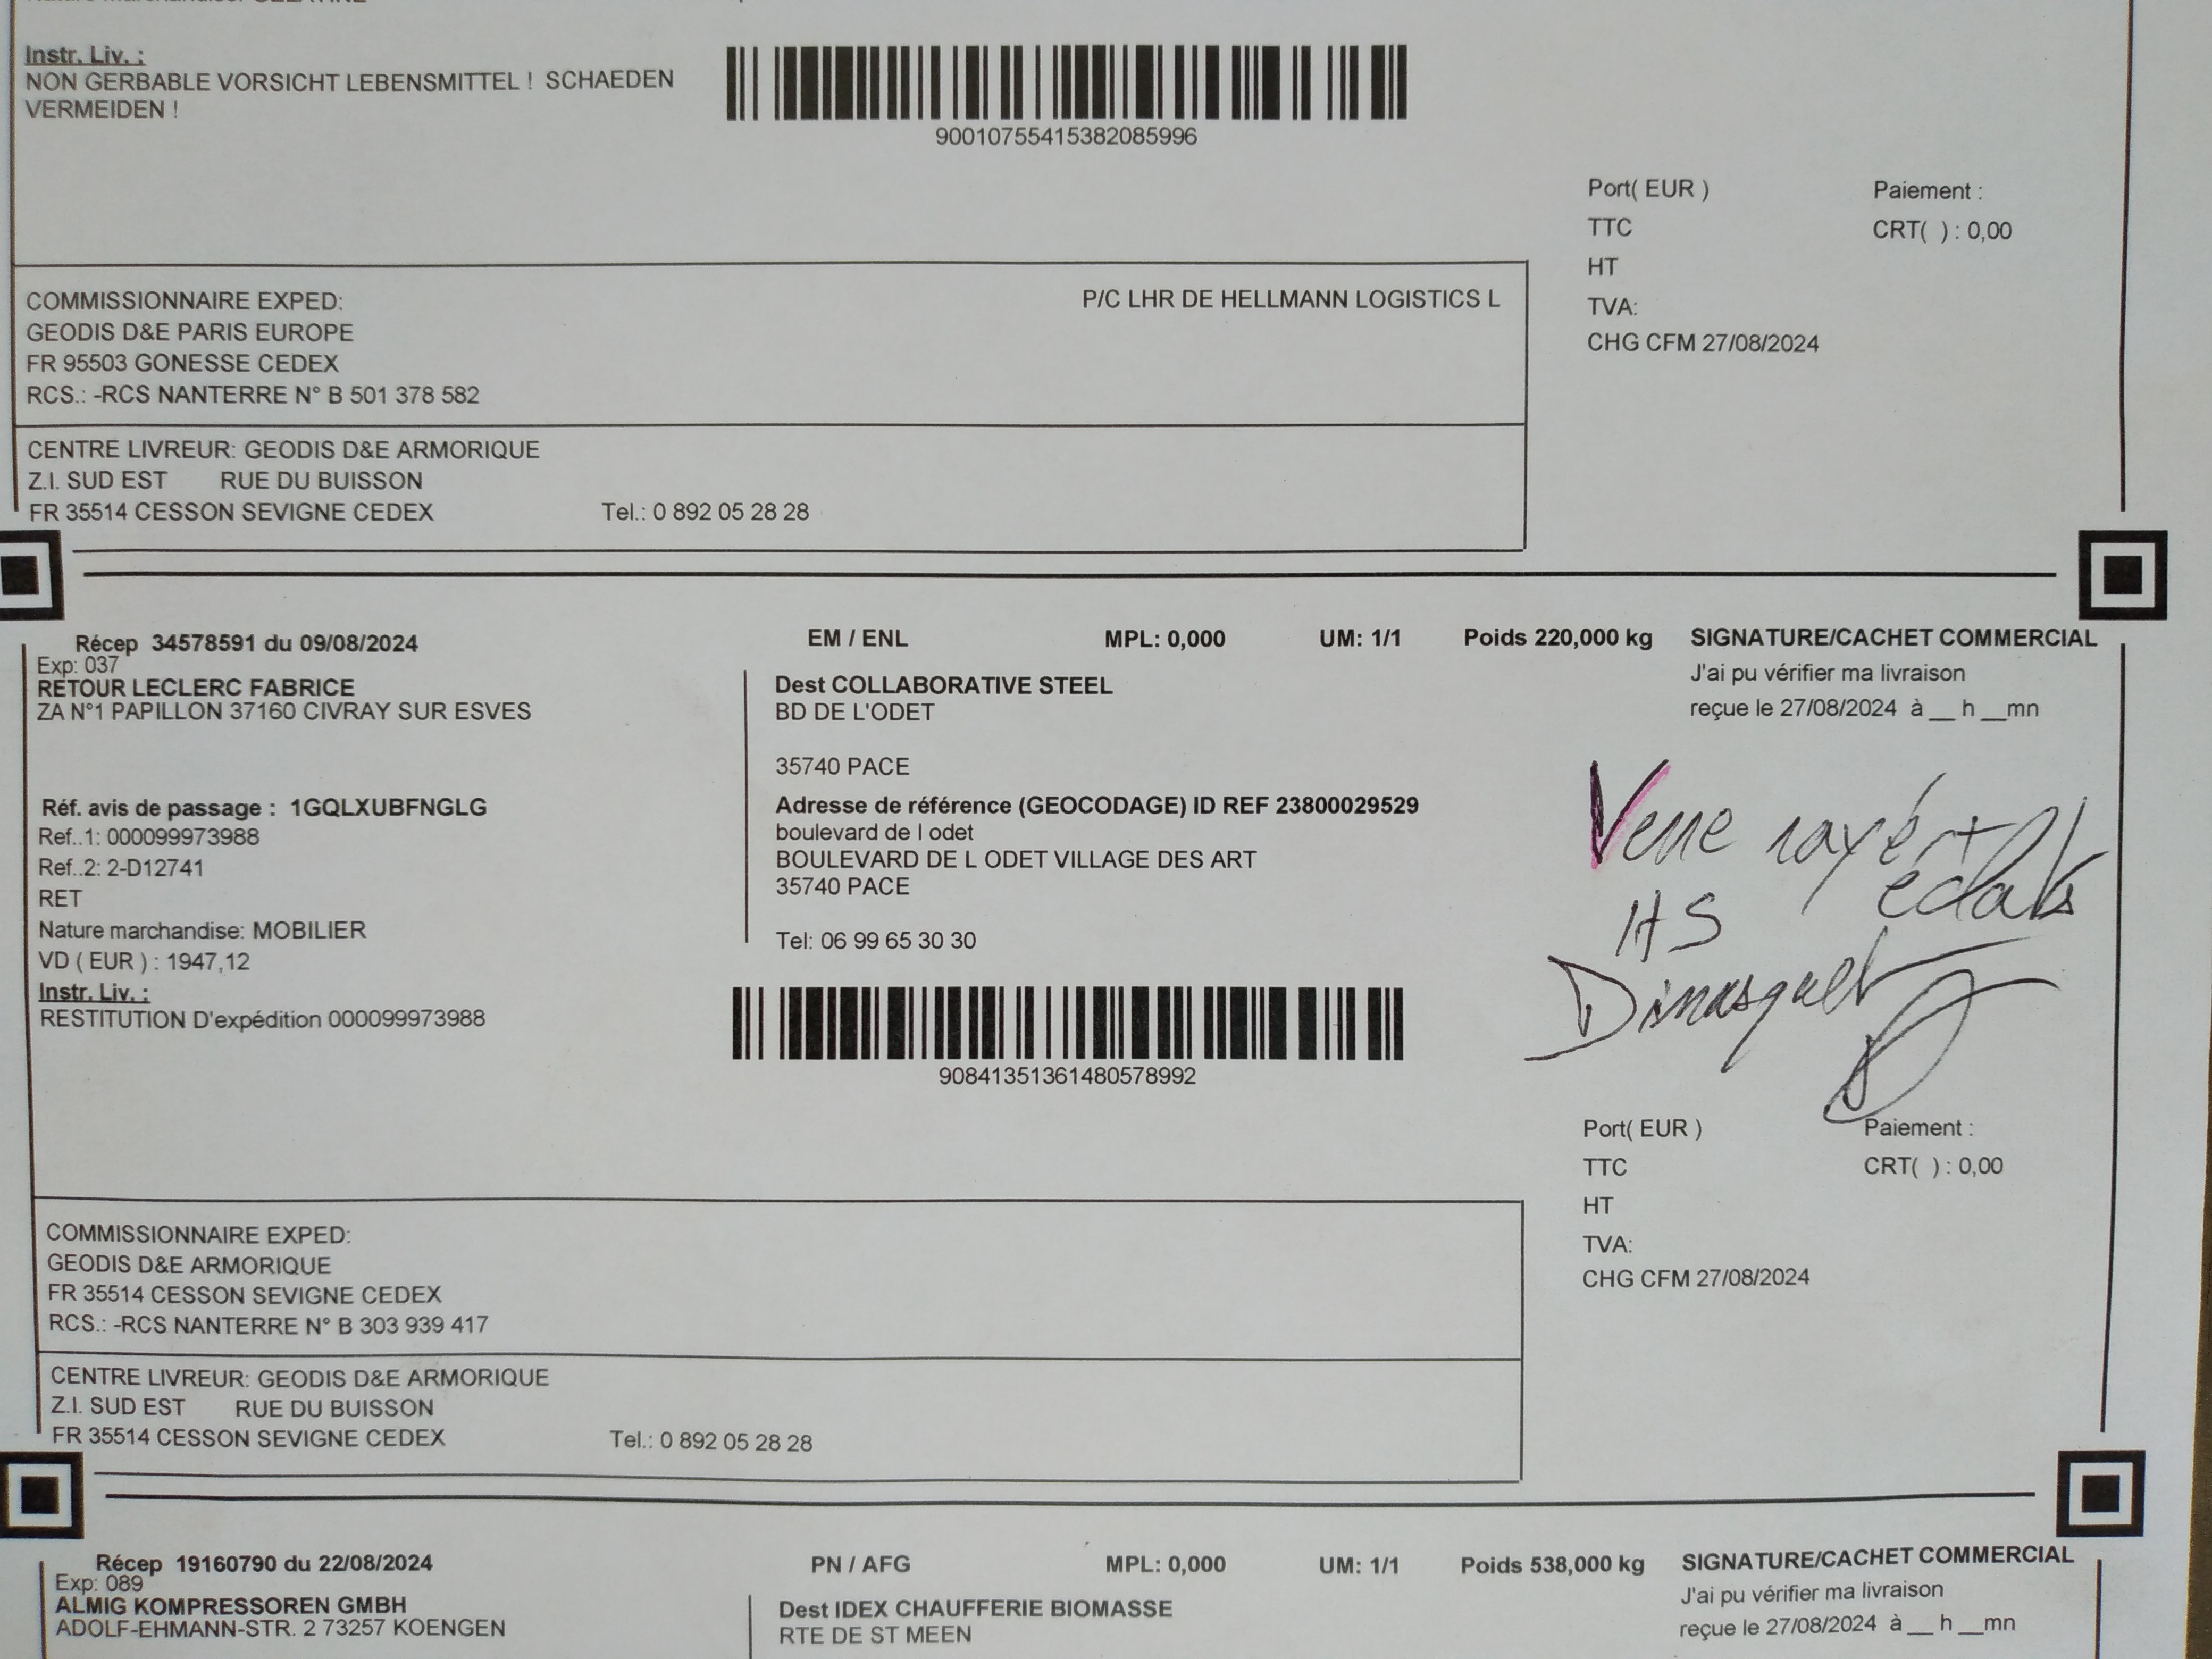 Instr. Liv. :
NON GERBABLE VORSICHT LEBENSMITTEL ! SCHAEDEN
VERMEIDEN !
90010755415382085996
Port( EUR )
Paiement :
TTC
CRT( ) : 0,00
HT
TVA:
CHG CFM 27/08/2024
COMMISSIONNAIRE EXPED:
P/C LHR DE HELLMANN LOGISTICS L
GEODIS D&E PARIS EUROPE
FR 95503 GONESSE CEDEX
RCS.: -RCS NANTERRE N° B 501 378 582
CENTRE LIVREUR: GEODIS D&E ARMORIQUE
Z.I. SUD EST RUE DU BUISSON
FR 35514 CESSON SEVIGNE CEDEX Tel.: 0 892 05 28 28
Récep 34578591 du 09/08/2024
EM / ENL MPL: 0,000 UM: 1/1 Poids 220,000 kg
SIGNATURE/CACHET COMMERCIAL
Exp: 037
RETOUR LECLERC FABRICE
ZA N°1 PAPILLON 37160 CIVRAY SUR ESVES
Réf. avis de passage : 1GQLXUBFNGLG
Ref..1: 000099973988
Ref..2: 2-D12741
RET
Nature marchandise: MOBILIER
VD ( EUR ) : 1947,12
Instr. Liv. :
RESTITUTION D'expédition 000099973988
Dest COLLABORATIVE STEEL
BD DE L'ODET
35740 PACE
Adresse de référence (GEOCODAGE) ID REF 23800029529
boulevard de l odet
BOULEVARD DE L ODET VILLAGE DES ART
35740 PACE
Tel: 06 99 65 30 30
90841351361480578992
J'ai pu vérifier ma livraison
reçue le 27/08/2024 à __ h __mn
Verre rayé +
éclats
HS
Port( EUR )
Paiement :
TTC
CRT( ) : 0,00
HT
TVA:
CHG CFM 27/08/2024
COMMISSIONNAIRE EXPED:
GEODIS D&E ARMORIQUE
FR 35514 CESSON SEVIGNE CEDEX
RCS.: -RCS NANTERRE N° B 303 939 417
CENTRE LIVREUR: GEODIS D&E ARMORIQUE
Z.I. SUD EST RUE DU BUISSON
FR 35514 CESSON SEVIGNE CEDEX Tel.: 0 892 05 28 28
Récep 19160790 du 22/08/2024
PN / AFG MPL: 0,000 UM: 1/1 Poids 538,000 kg
SIGNATURE/CACHET COMMERCIAL
Exp: 089
ALMIG KOMPRESSOREN GMBH
ADOLF-EHMANN-STR. 2 73257 KOENGEN
Dest IDEX CHAUFFERIE BIOMASSE
RTE DE ST MEEN
J'ai pu vérifier ma livraison
reçue le 27/08/2024 à __ h __mn